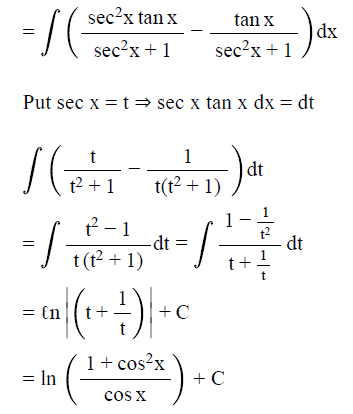 = ∫ ( sec²x tan x / sec²x + 1 − tan x / sec²x + 1 ) dx
Put sec x = t ⇒ sec x tan x dx = dt
∫ ( t / t² + 1 − 1 / t(t² + 1) ) dt
= ∫ t² − 1 / t (t² + 1) dt = ∫ 1 − 1/t² / t + 1/t dt
= ℓn |( t + 1/t )| + C
= ln ( 1 + cos²x / cos x ) + C